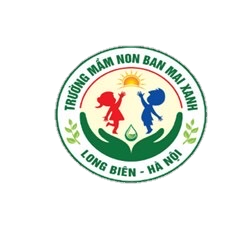 TRƯỜNG MẦM NON BAN MAI XANH
LONG BIÊN - HÀ NỘI